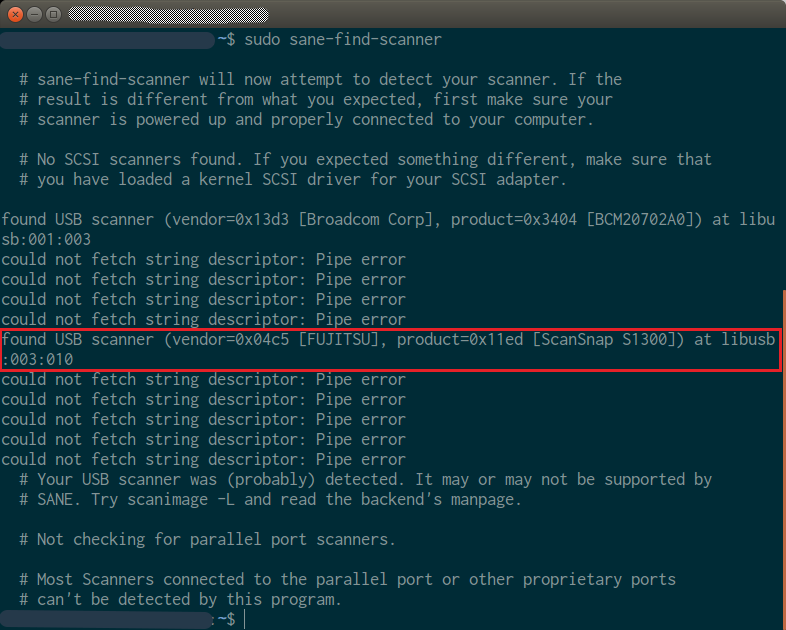 ~$ sudo sane-find-scanner
# sane-find-scanner will now attempt to detect your scanner. If the
# result is different from what you expected, first make sure your
# scanner is powered up and properly connected to your computer.
# No SCSI scanners found. If you expected something different, make sure that
# you have loaded a kernel SCSI driver for your SCSI adapter.
found USB scanner (vendor=0x13d3 [Broadcom Corp], product=0x3404 [BCM20702A0]) at libu
sb:001:003
could not fetch string descriptor: Pipe error
could not fetch string descriptor: Pipe error
could not fetch string descriptor: Pipe error
could not fetch string descriptor: Pipe error
found USB scanner (vendor=0x04c5 [FUJITSU], product=0x11ed [ScanSnap S1300]) at libusb
:003:010
could not fetch string descriptor: Pipe error
could not fetch string descriptor: Pipe error
could not fetch string descriptor: Pipe error
could not fetch string descriptor: Pipe error
could not fetch string descriptor: Pipe error
# Your USB scanner was (probably) detected. It may or may not be supported by
# SANE. Try scanimage -L and read the backend's manpage.
# Not checking for parallel port scanners.
# Most Scanners connected to the parallel port or other proprietary ports
# can't be detected by this program.
:~$